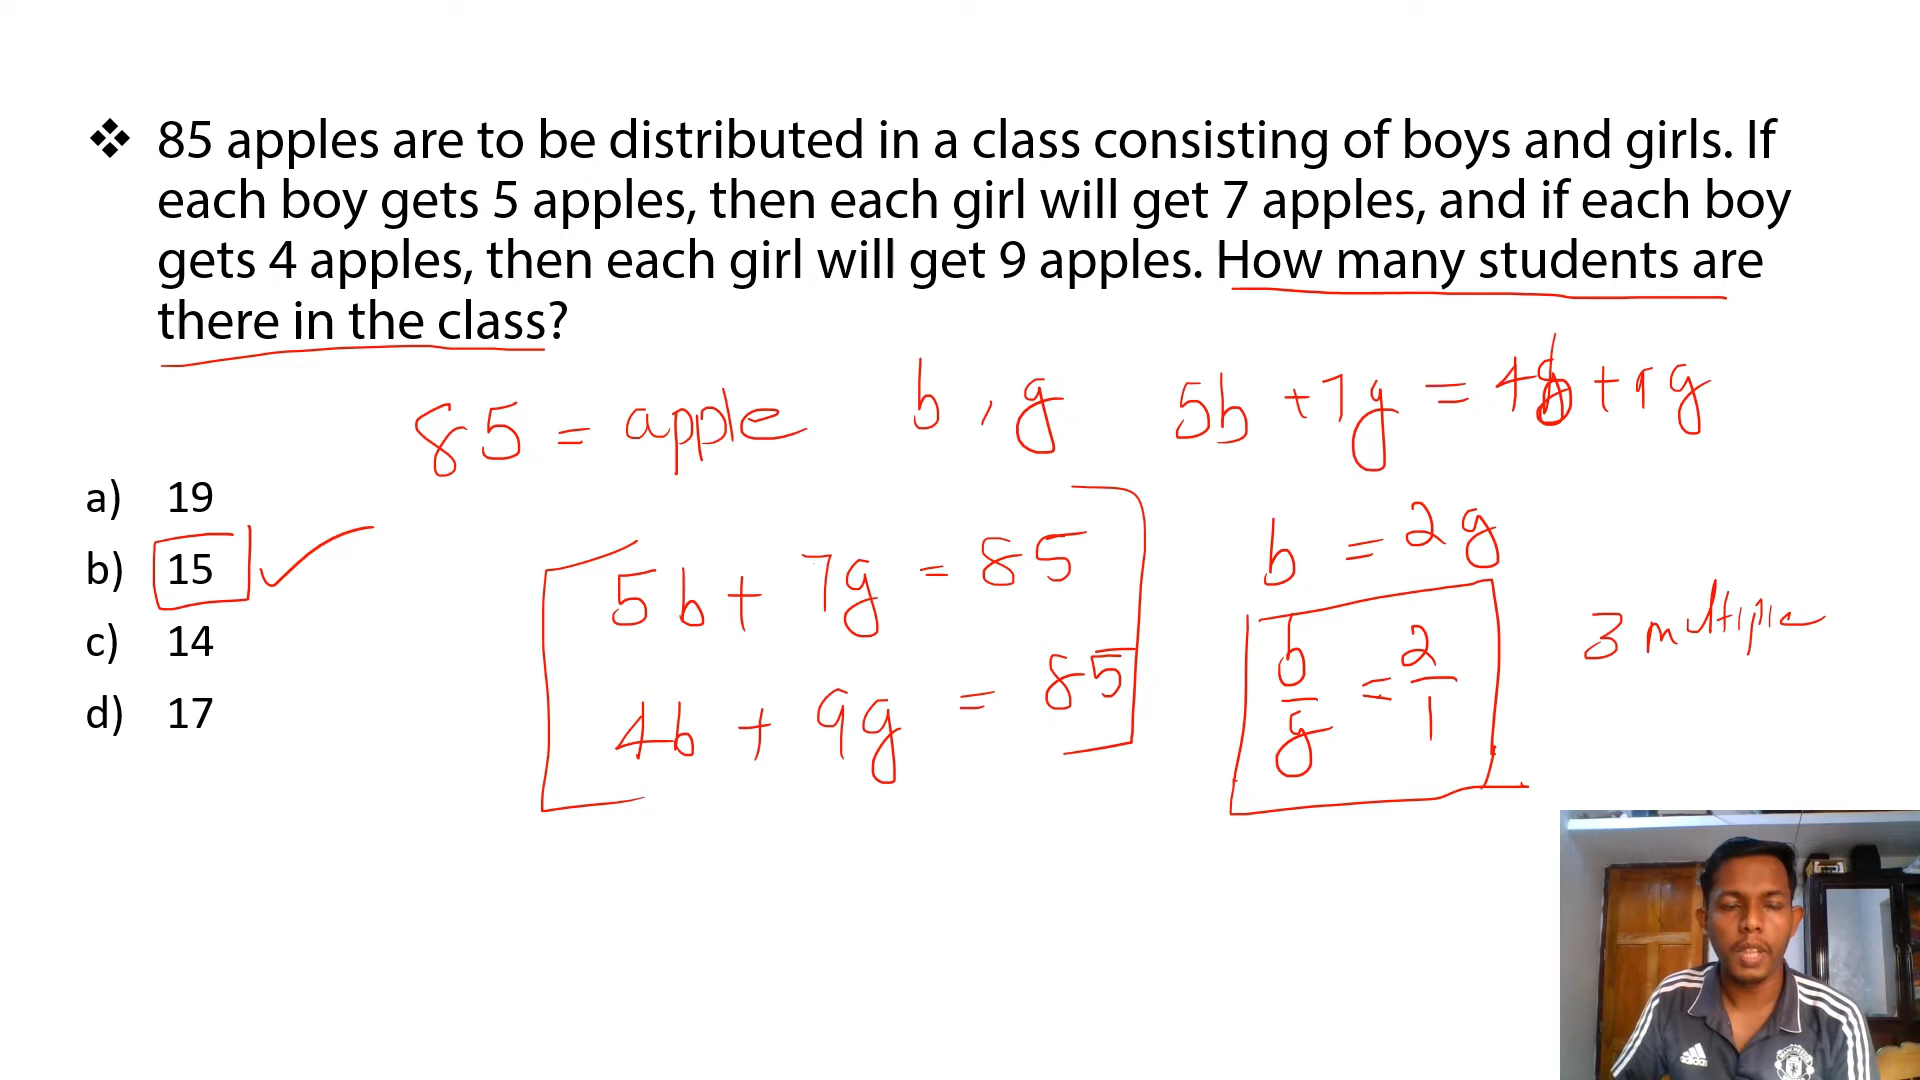 ❖ 85 apples are to be distributed in a class consisting of boys and girls. If
each boy gets 5 apples, then each girl will get 7 apples, and if each boy
gets 4 apples, then each girl will get 9 apples. How many students are
there in the class?
85 = apple b, g 5b + 7g = 4b + 9g
a) 19
b) 15
c) 14
d) 17
5b + 7g = 85
4b + 9g = 85
b = 2g
b/g = 2/1
3 multiple
adidas
MANCHESTER